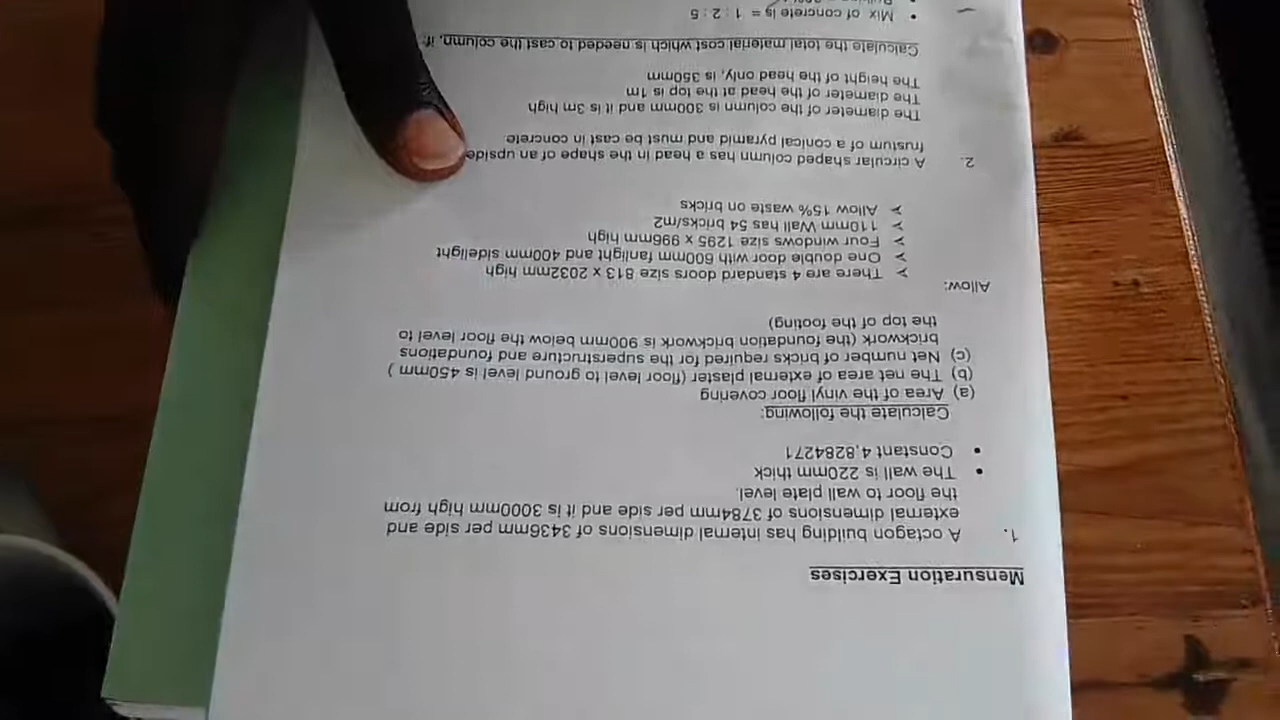 Mensuration Exercises
1. A octagon building has internal dimensions of 3436mm per side and
external dimensions of 3784mm per side and it is 3000mm high from
the floor to wall plate level.
• The wall is 220mm thick
• Constant 4,8284271
Calculate the following:
(a) Area of the vinyl floor covering
(b) The net area of external plaster (floor level to ground level is 450mm )
(c) Net number of bricks required for the superstructure and foundations
brickwork (the foundation brickwork is 900mm below the floor level to
the top of the footing)
Allow:
➤ There are 4 standard doors size 813 x 2032mm high
➤ One double door with 600mm fanlight and 400mm sidelight
➤ Four windows size 1295 x 996mm high
➤ 110mm Wall has 54 bricks/m2
➤ Allow 15% waste on bricks
2. A circular shaped column has a head in the shape of an upside
frustum of a conical pyramid and must be cast in concrete
The diameter of the column is 300mm and it is 3m high
The diameter of the head at the top is 1m
The height of the head only, is 350mm
Calculate the total material cost which is needed to cast the column, if
• Mix of concrete is = 1 : 2 : 5